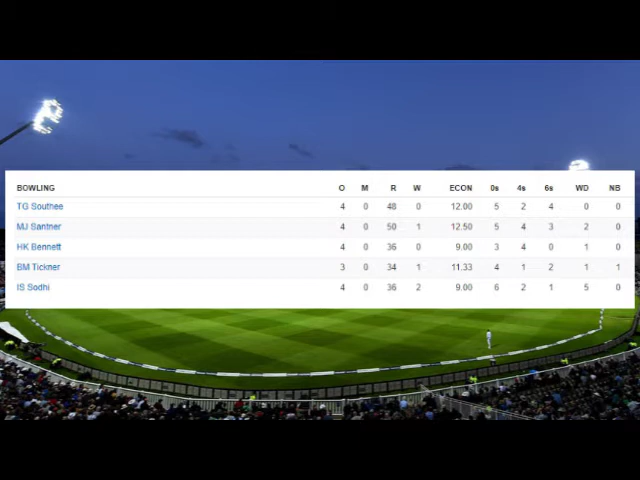 BOWLING O M R W ECON 0s 4s 6s WD NB
TG Southee 4 0 48 0 12.00 5 2 4 0 0
MJ Santner 4 0 50 1 12.50 5 4 3 2 0
HK Bennett 4 0 36 0 9.00 3 4 0 1 0
BM Tickner 3 0 34 1 11.33 4 1 2 1 1
IS Sodhi 4 0 36 2 9.00 6 2 1 5 0